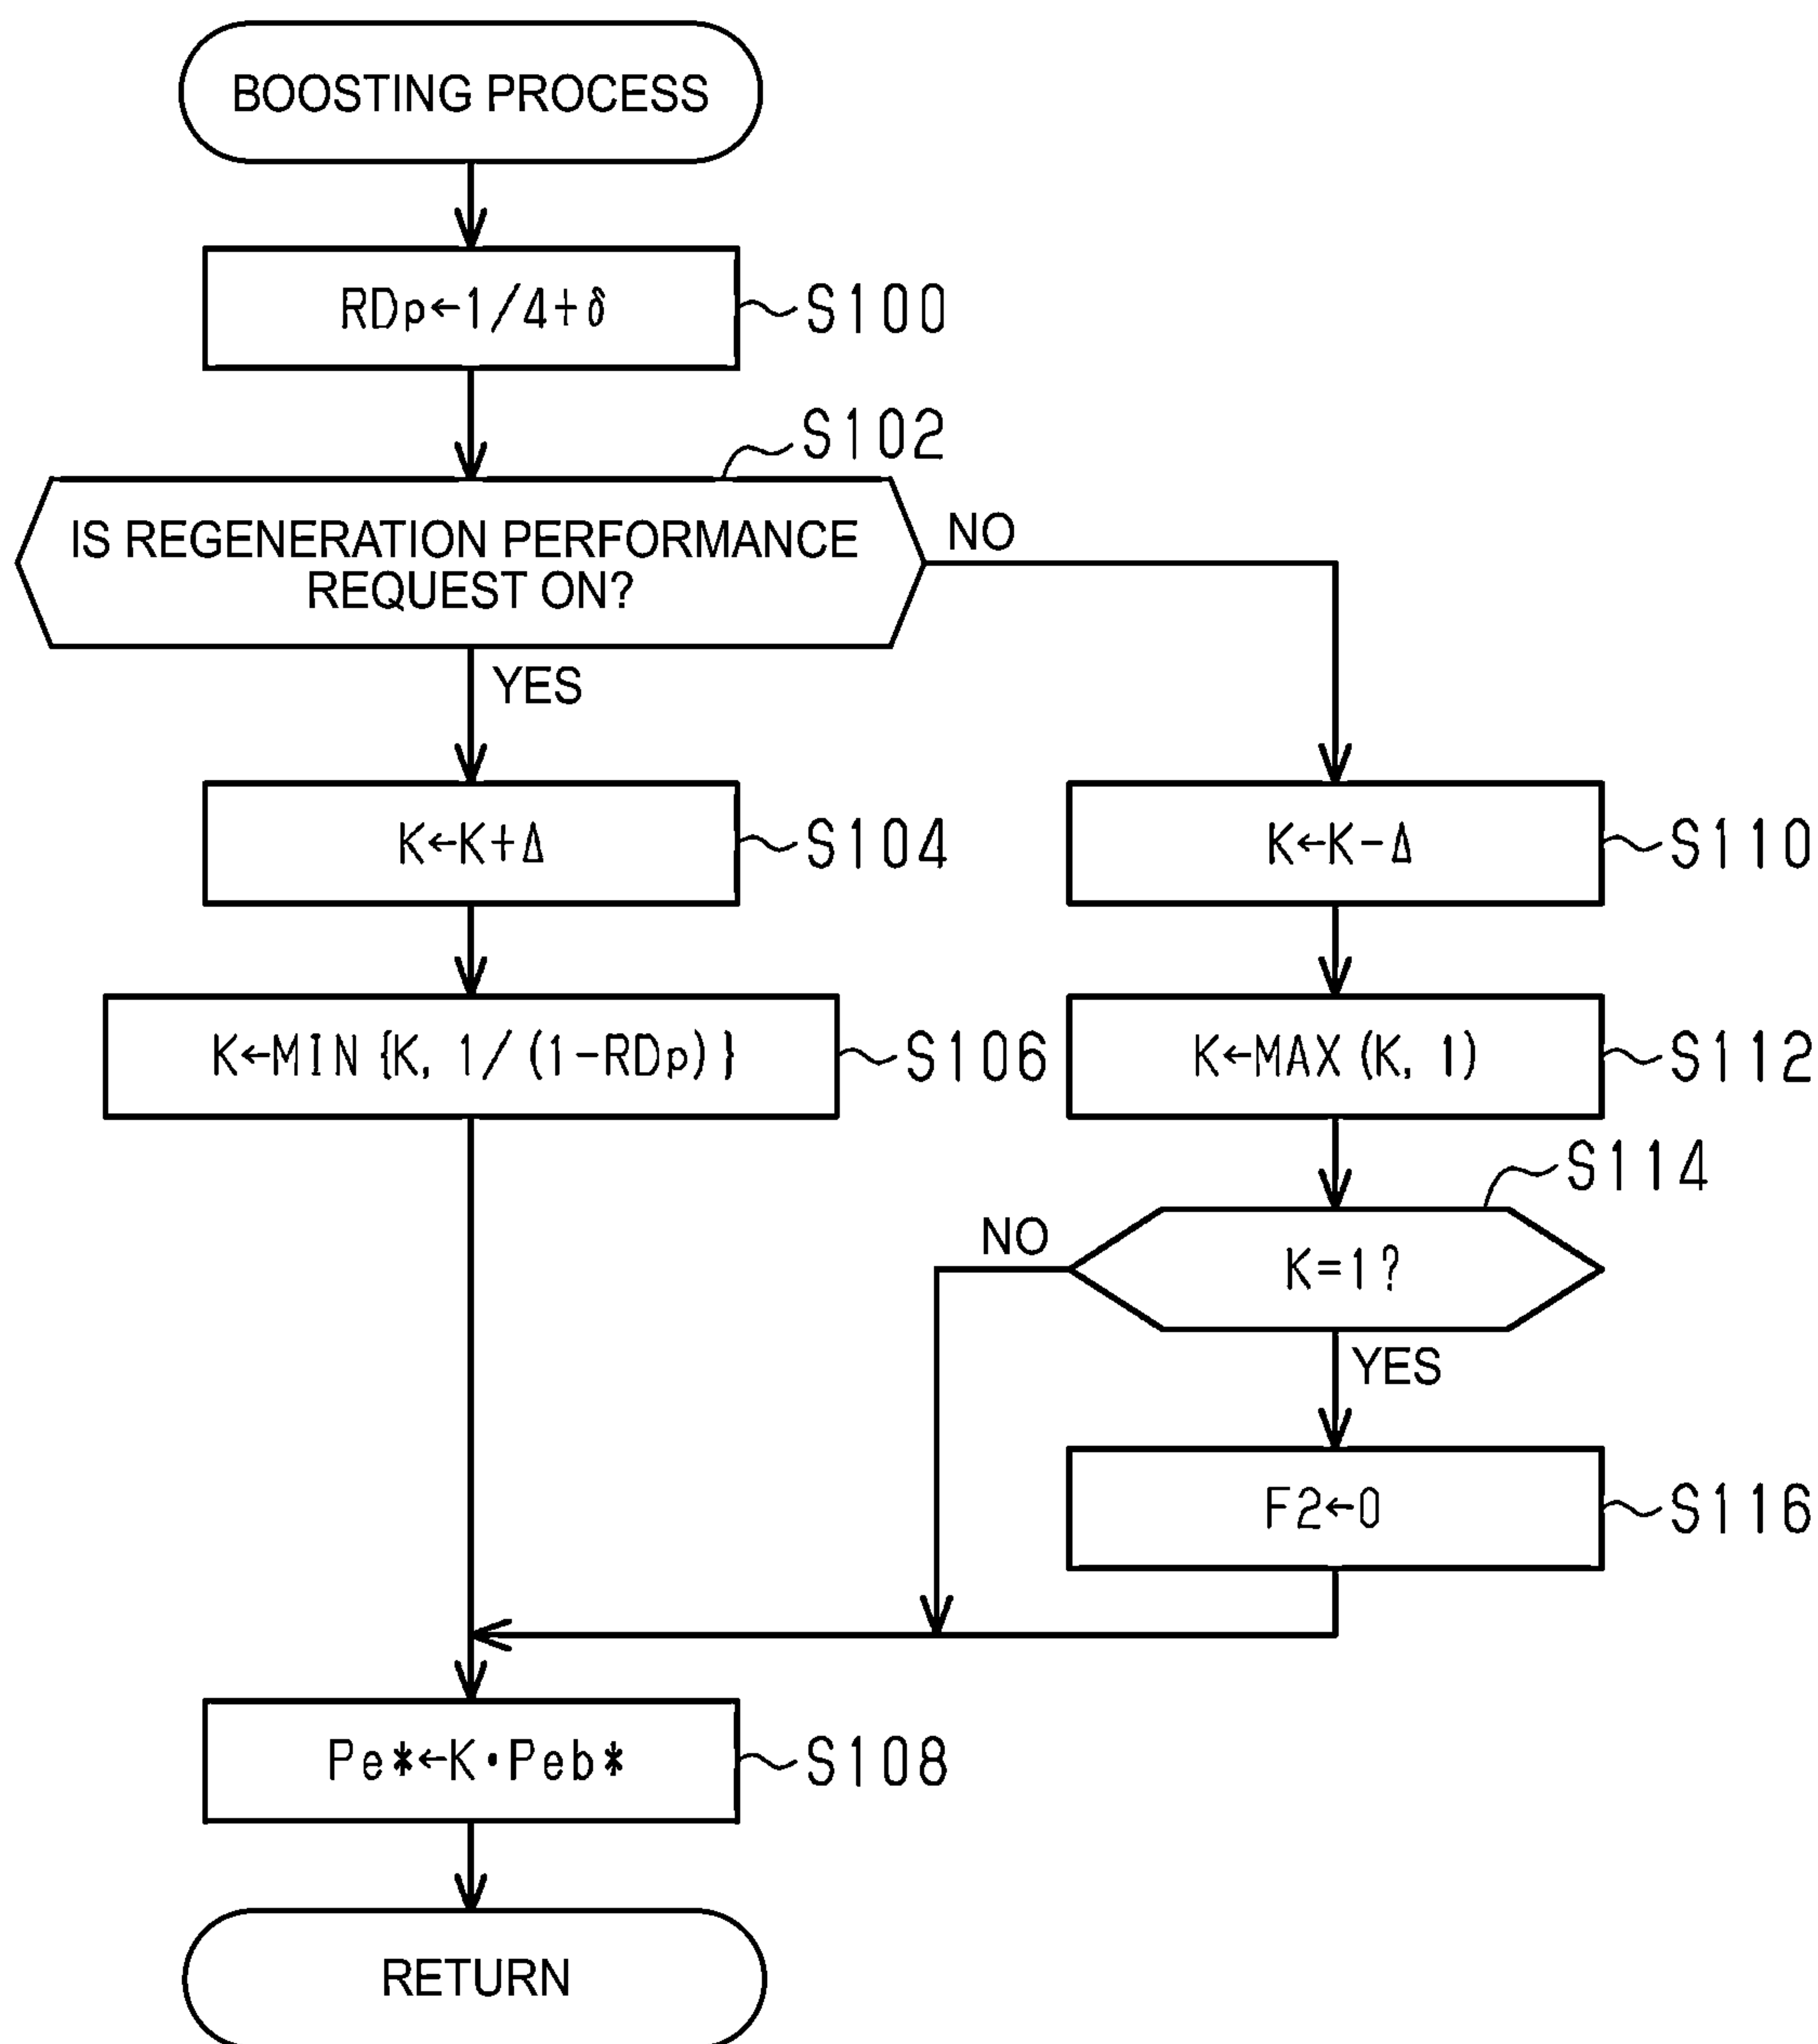 BOOSTING PROCESS
RDp←1/4+δ
S100
S102
IS REGENERATION PERFORMANCE
REQUEST ON?
NO
YES
K←K+Δ
S104
K←K-Δ
S110
K←MIN{K, 1/(1-RDp)}
S106
K←MAX(K, 1)
S112
S114
NO
K=1?
YES
F2←0
S116
Pe*←K·Peb*
S108
RETURN